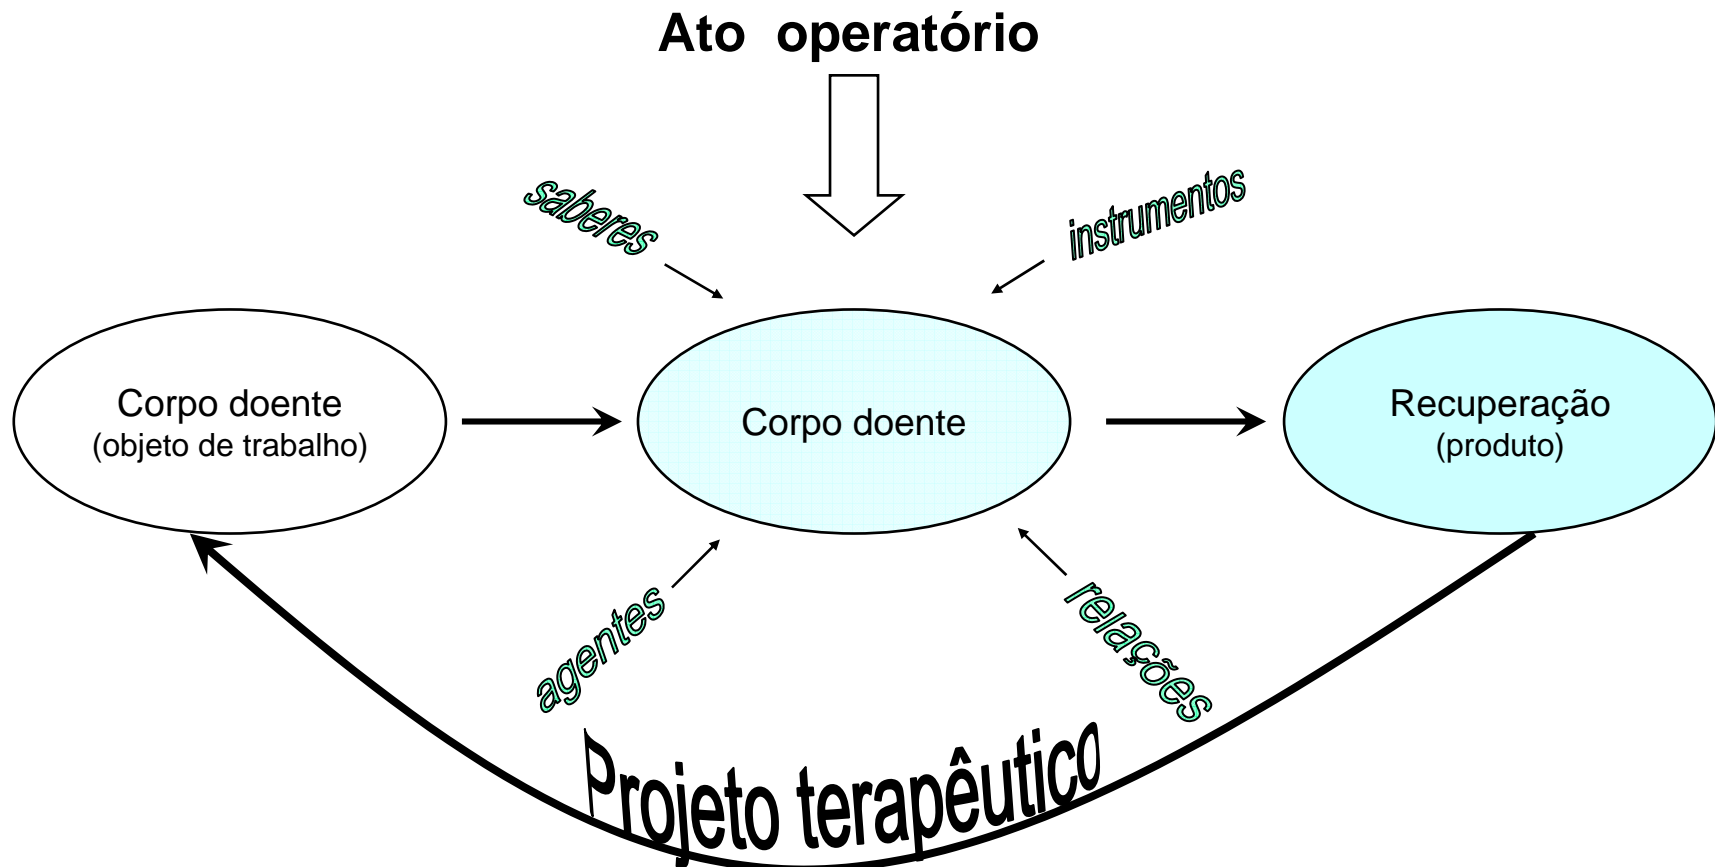 Ato operatório
saberes
instrumentos
Corpo doente
(objeto de trabalho)
Corpo doente
Recuperação
(produto)
agentes
relações
Projeto terapêutico